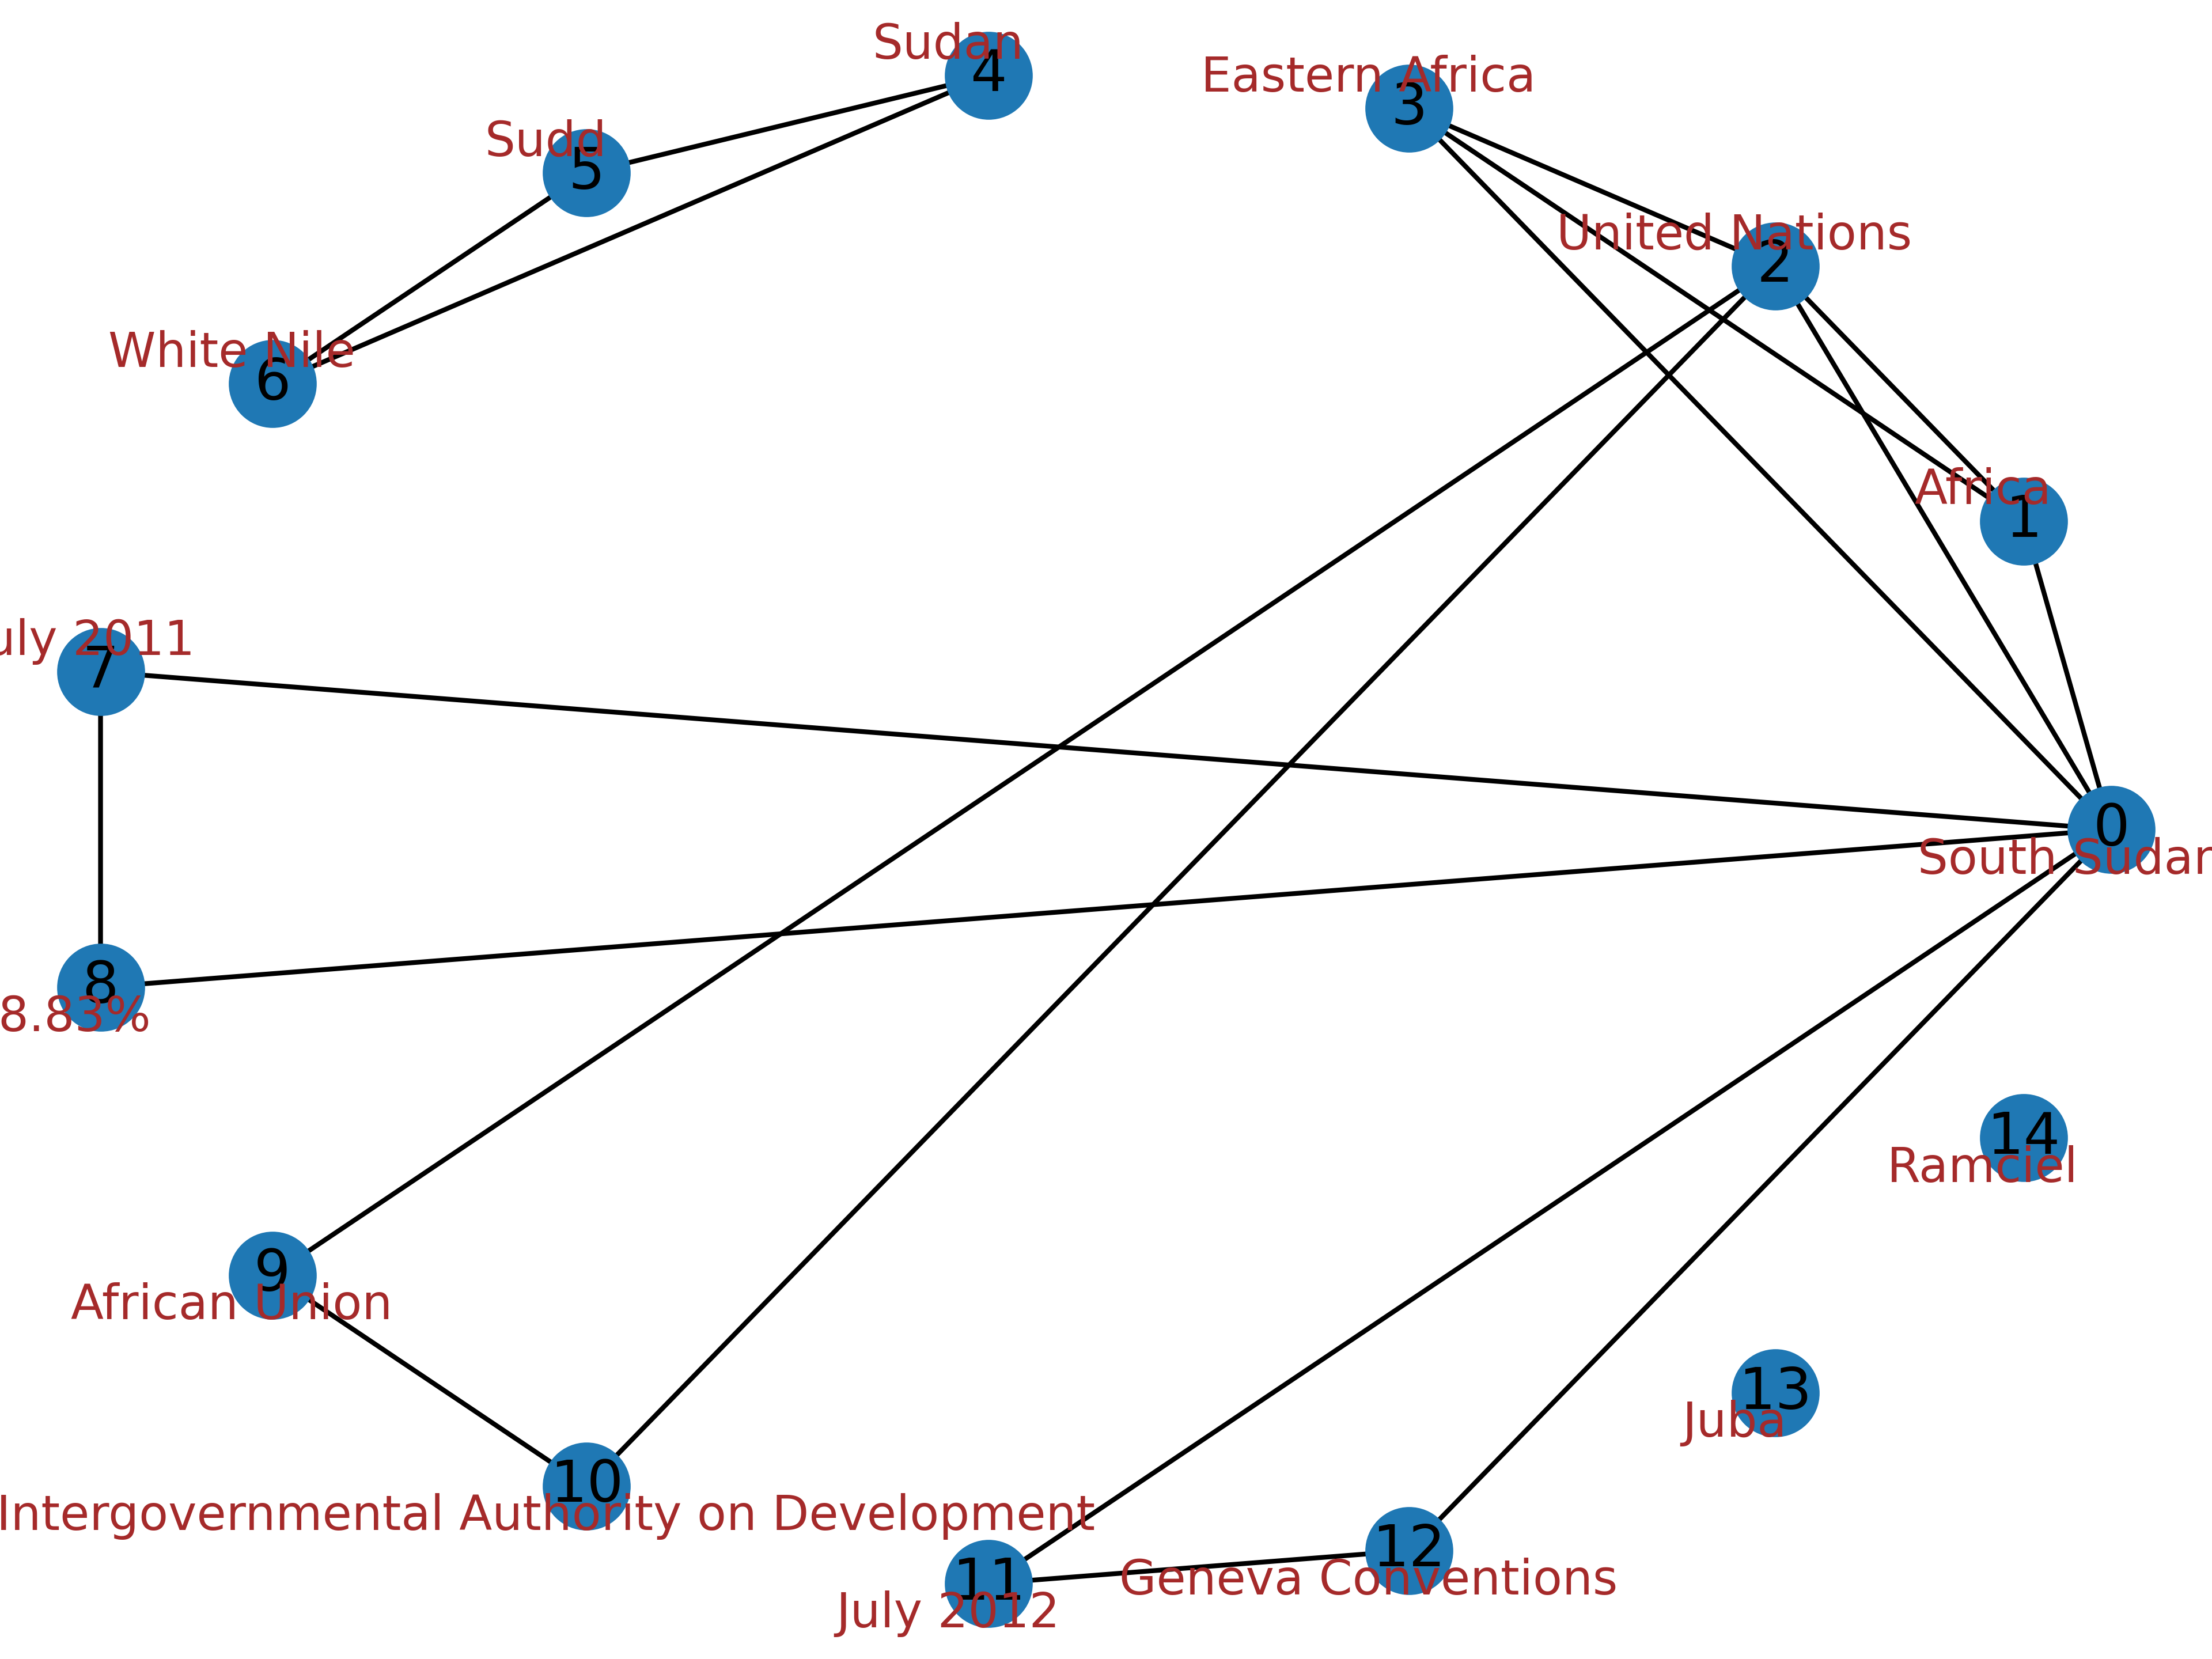 Sudan
4
Eastern Africa
3
Sudd
5
United Nations
2
White Nile
6
Africa
1
uly 2011
7
0
South Sudan
8
8.83%
14
Ramciel
9
African Union
13
Juba
10
Intergovernmental Authority on Development
12
Geneva Conventions
11
July 2012